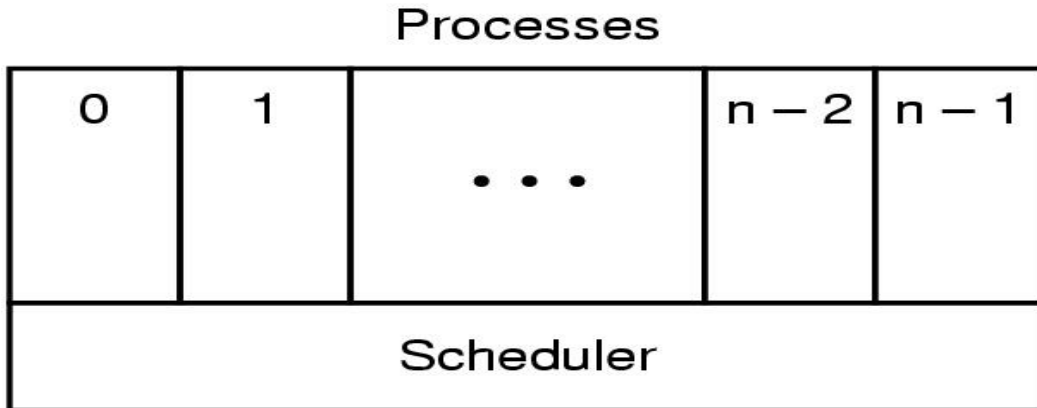 Processes
0 1 n – 2 n – 1
• • •
Scheduler